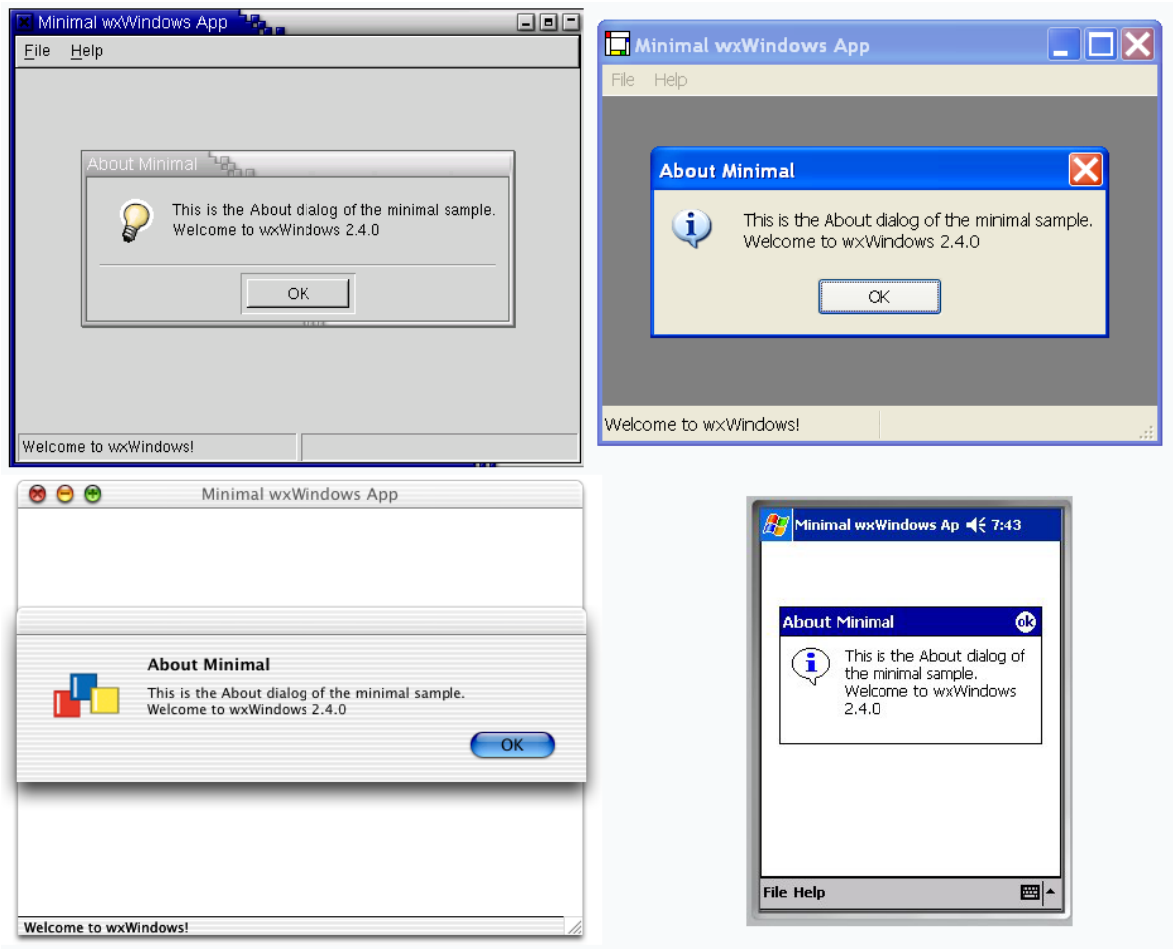 Minimal wxWindows App
File Help
About Minimal
This is the About dialog of the minimal sample.
Welcome to wxWindows 2.4.0
OK
Welcome to wxWindows!
Minimal wxWindows App
File Help
About Minimal
This is the About dialog of the minimal sample.
Welcome to wxWindows 2.4.0
OK
Welcome to wxWindows!
Minimal wxWindows App
About Minimal
This is the About dialog of the minimal sample.
Welcome to wxWindows 2.4.0
OK
Welcome to wxWindows!
Minimal wxWindows Ap 7:43
About Minimal ok
This is the About dialog of
the minimal sample.
Welcome to wxWindows
2.4.0
File Help